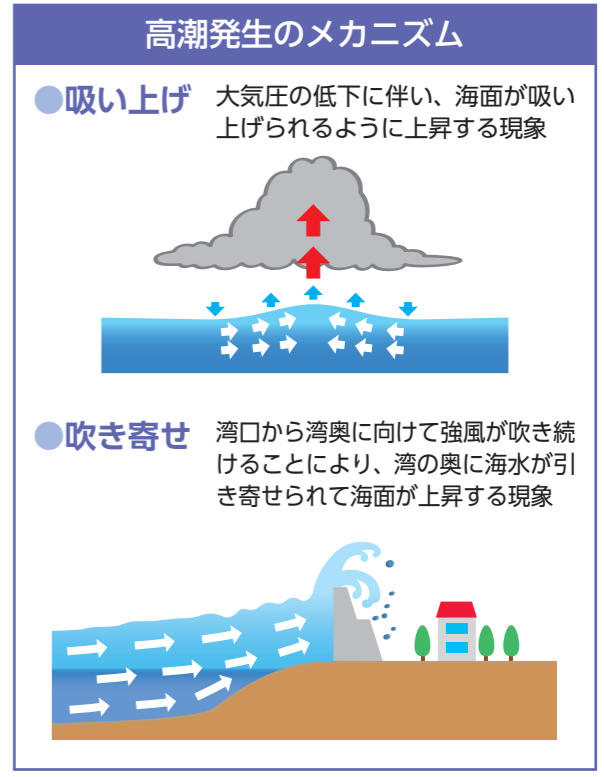 高潮発生のメカニズム
●吸い上げ
大気圧の低下に伴い、海面が吸い
上げられるように上昇する現象
●吹き寄せ
湾口から湾奥に向けて強風が吹き続
けることにより、湾の奥に海水が引
き寄せられて海面が上昇する現象